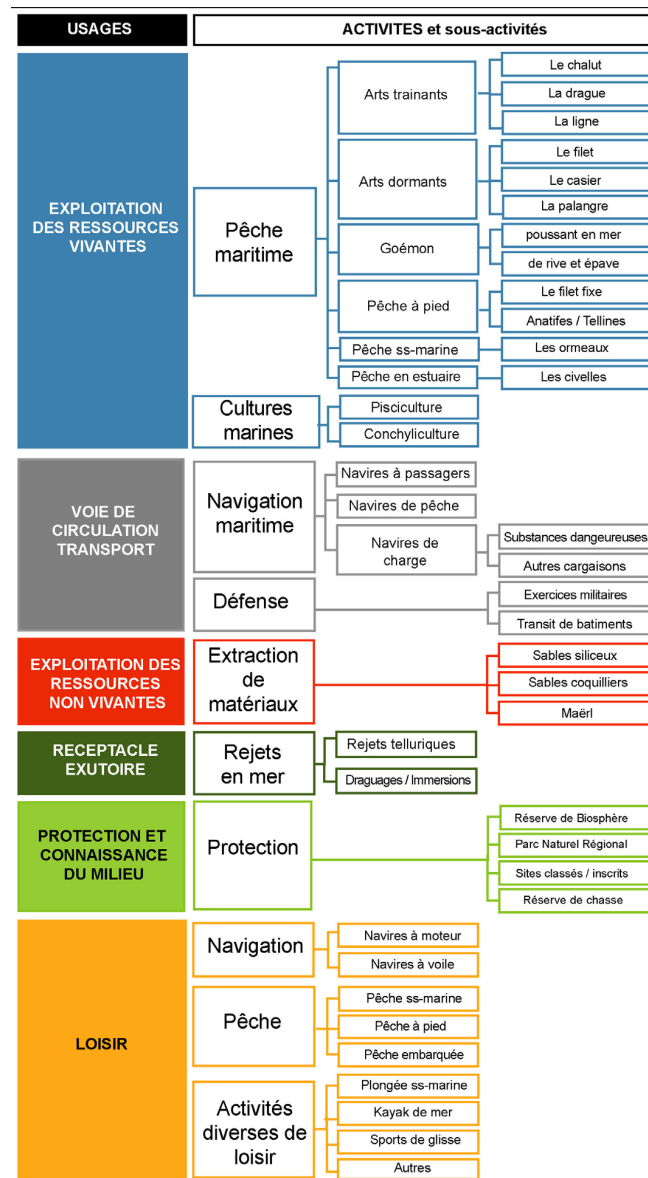 USAGES
ACTIVITES et sous-activités
EXPLOITATION
DES RESSOURCES
VIVANTES
Pêche
maritime
Arts trainants
Le chalut
La drague
La ligne
Arts dormants
Le filet
Le casier
La palangre
Goémon
poussant en mer
de rive et épave
Pêche à pied
Le filet fixe
Anatifes / Tellines
Pêche ss-marine
Les ormeaux
Pêche en estuaire
Les civelles
Cultures
marines
Pisciculture
Conchyliculture
VOIE DE
CIRCULATION
TRANSPORT
Navigation
maritime
Navires à passagers
Navires de pêche
Navires de
charge
Substances dangeureuses
Autres cargaisons
Défense
Exercices militaires
Transit de batiments
EXPLOITATION DES
RESSOURCES
NON VIVANTES
Extraction
de
matériaux
Sables siliceux
Sables coquilliers
Maërl
RECEPTACLE
EXUTOIRE
Rejets
en mer
Rejets telluriques
Draguages / Immersions
PROTECTION ET
CONNAISSANCE
DU MILIEU
Protection
Réserve de Biosphère
Parc Naturel Régional
Sites classés / inscrits
Réserve de chasse
LOISIR
Navigation
Navires à moteur
Navires à voile
Pêche
Pêche ss-marine
Pêche à pied
Pêche embarquée
Activités
diverses de
loisir
Plongée ss-marine
Kayak de mer
Sports de glisse
Autres